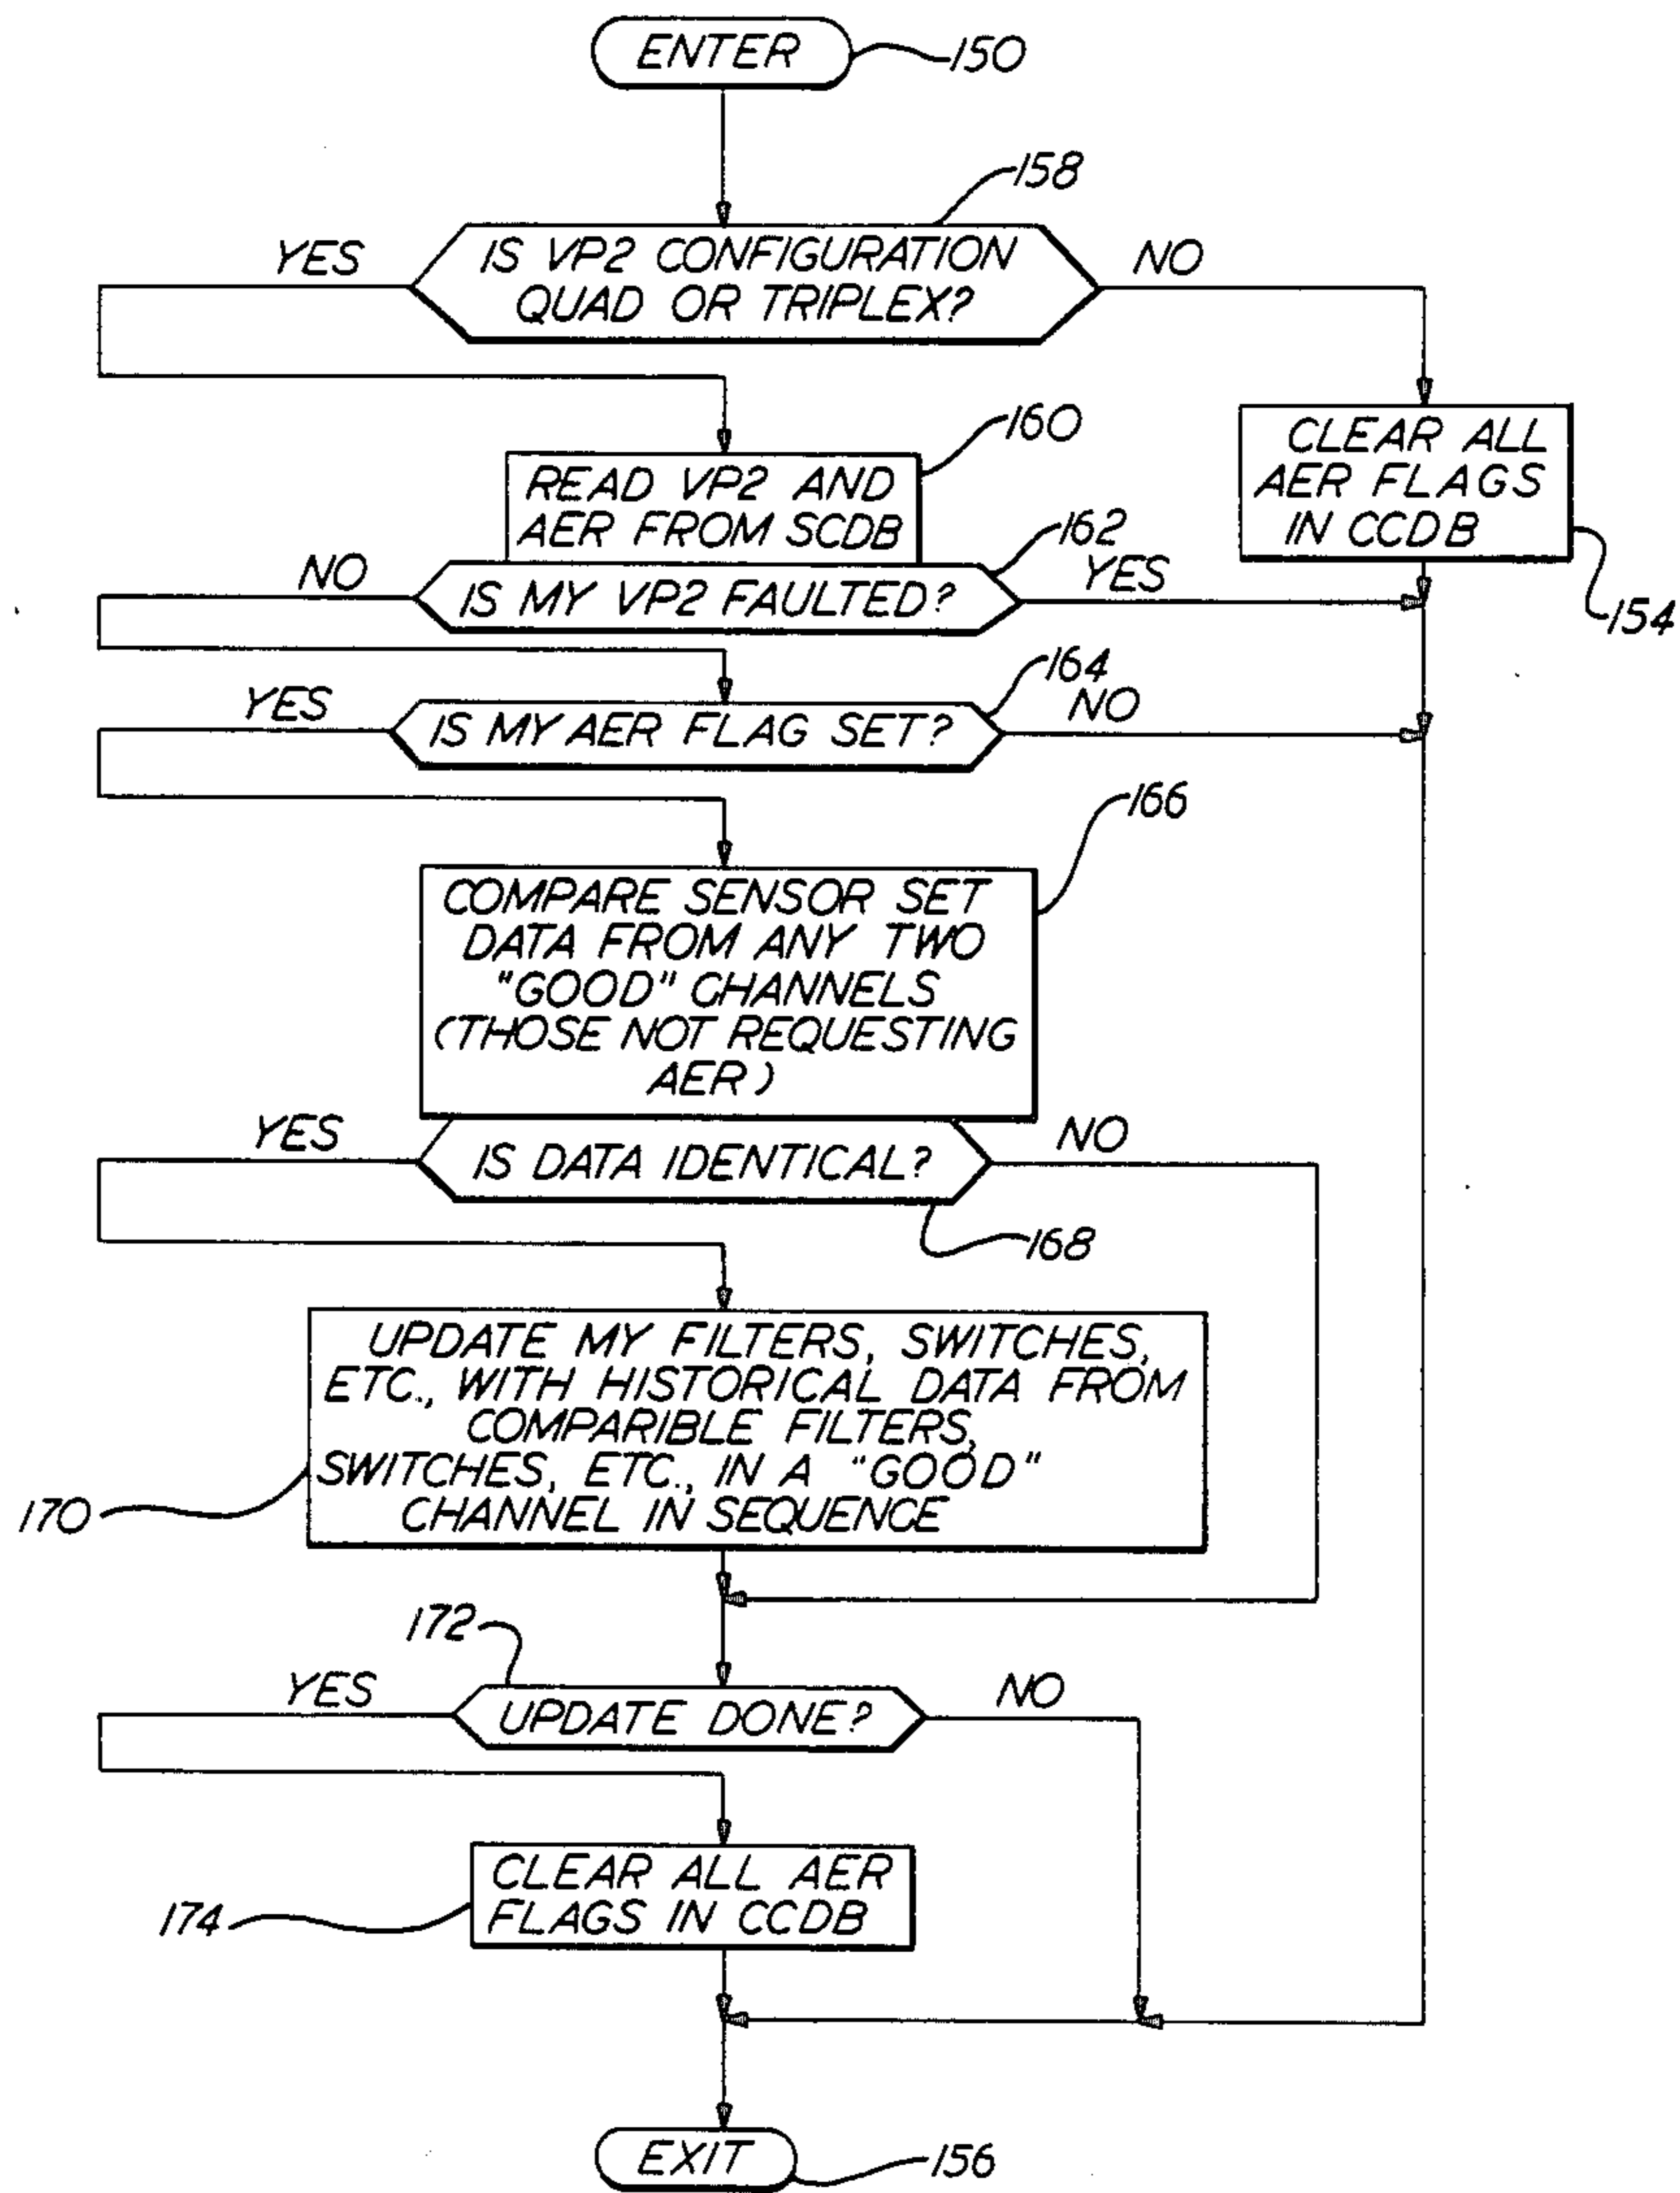 ENTER
150
158
YES
IS VP2 CONFIGURATION
QUAD OR TRIPLEX?
NO
160
READ VP2 AND
AER FROM SCDB
CLEAR ALL
AER FLAGS
IN CCDB
154
162
NO
IS MY VP2 FAULTED?
YES
164
YES
IS MY AER FLAG SET?
NO
166
COMPARE SENSOR SET
DATA FROM ANY TWO
"GOOD" CHANNELS
(THOSE NOT REQUESTING
AER)
YES
IS DATA IDENTICAL?
NO
168
UPDATE MY FILTERS, SWITCHES,
ETC., WITH HISTORICAL DATA FROM
COMPARIBLE FILTERS,
SWITCHES, ETC., IN A "GOOD"
CHANNEL IN SEQUENCE
170
172
YES
UPDATE DONE?
NO
CLEAR ALL AER
FLAGS IN CCDB
174
EXIT
156